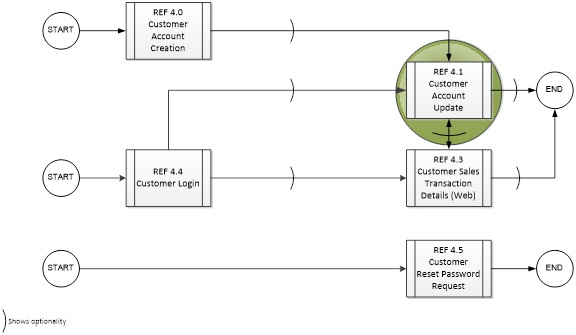 START
REF 4.0
Customer
Account
Creation
REF 4.1
Customer
Account
Update
END
START
REF 4.4
Customer Login
REF 4.3
Customer Sales
Transaction
Details (Web)
START
REF 4.5
Customer
Reset Password
Request
END
Shows optionality